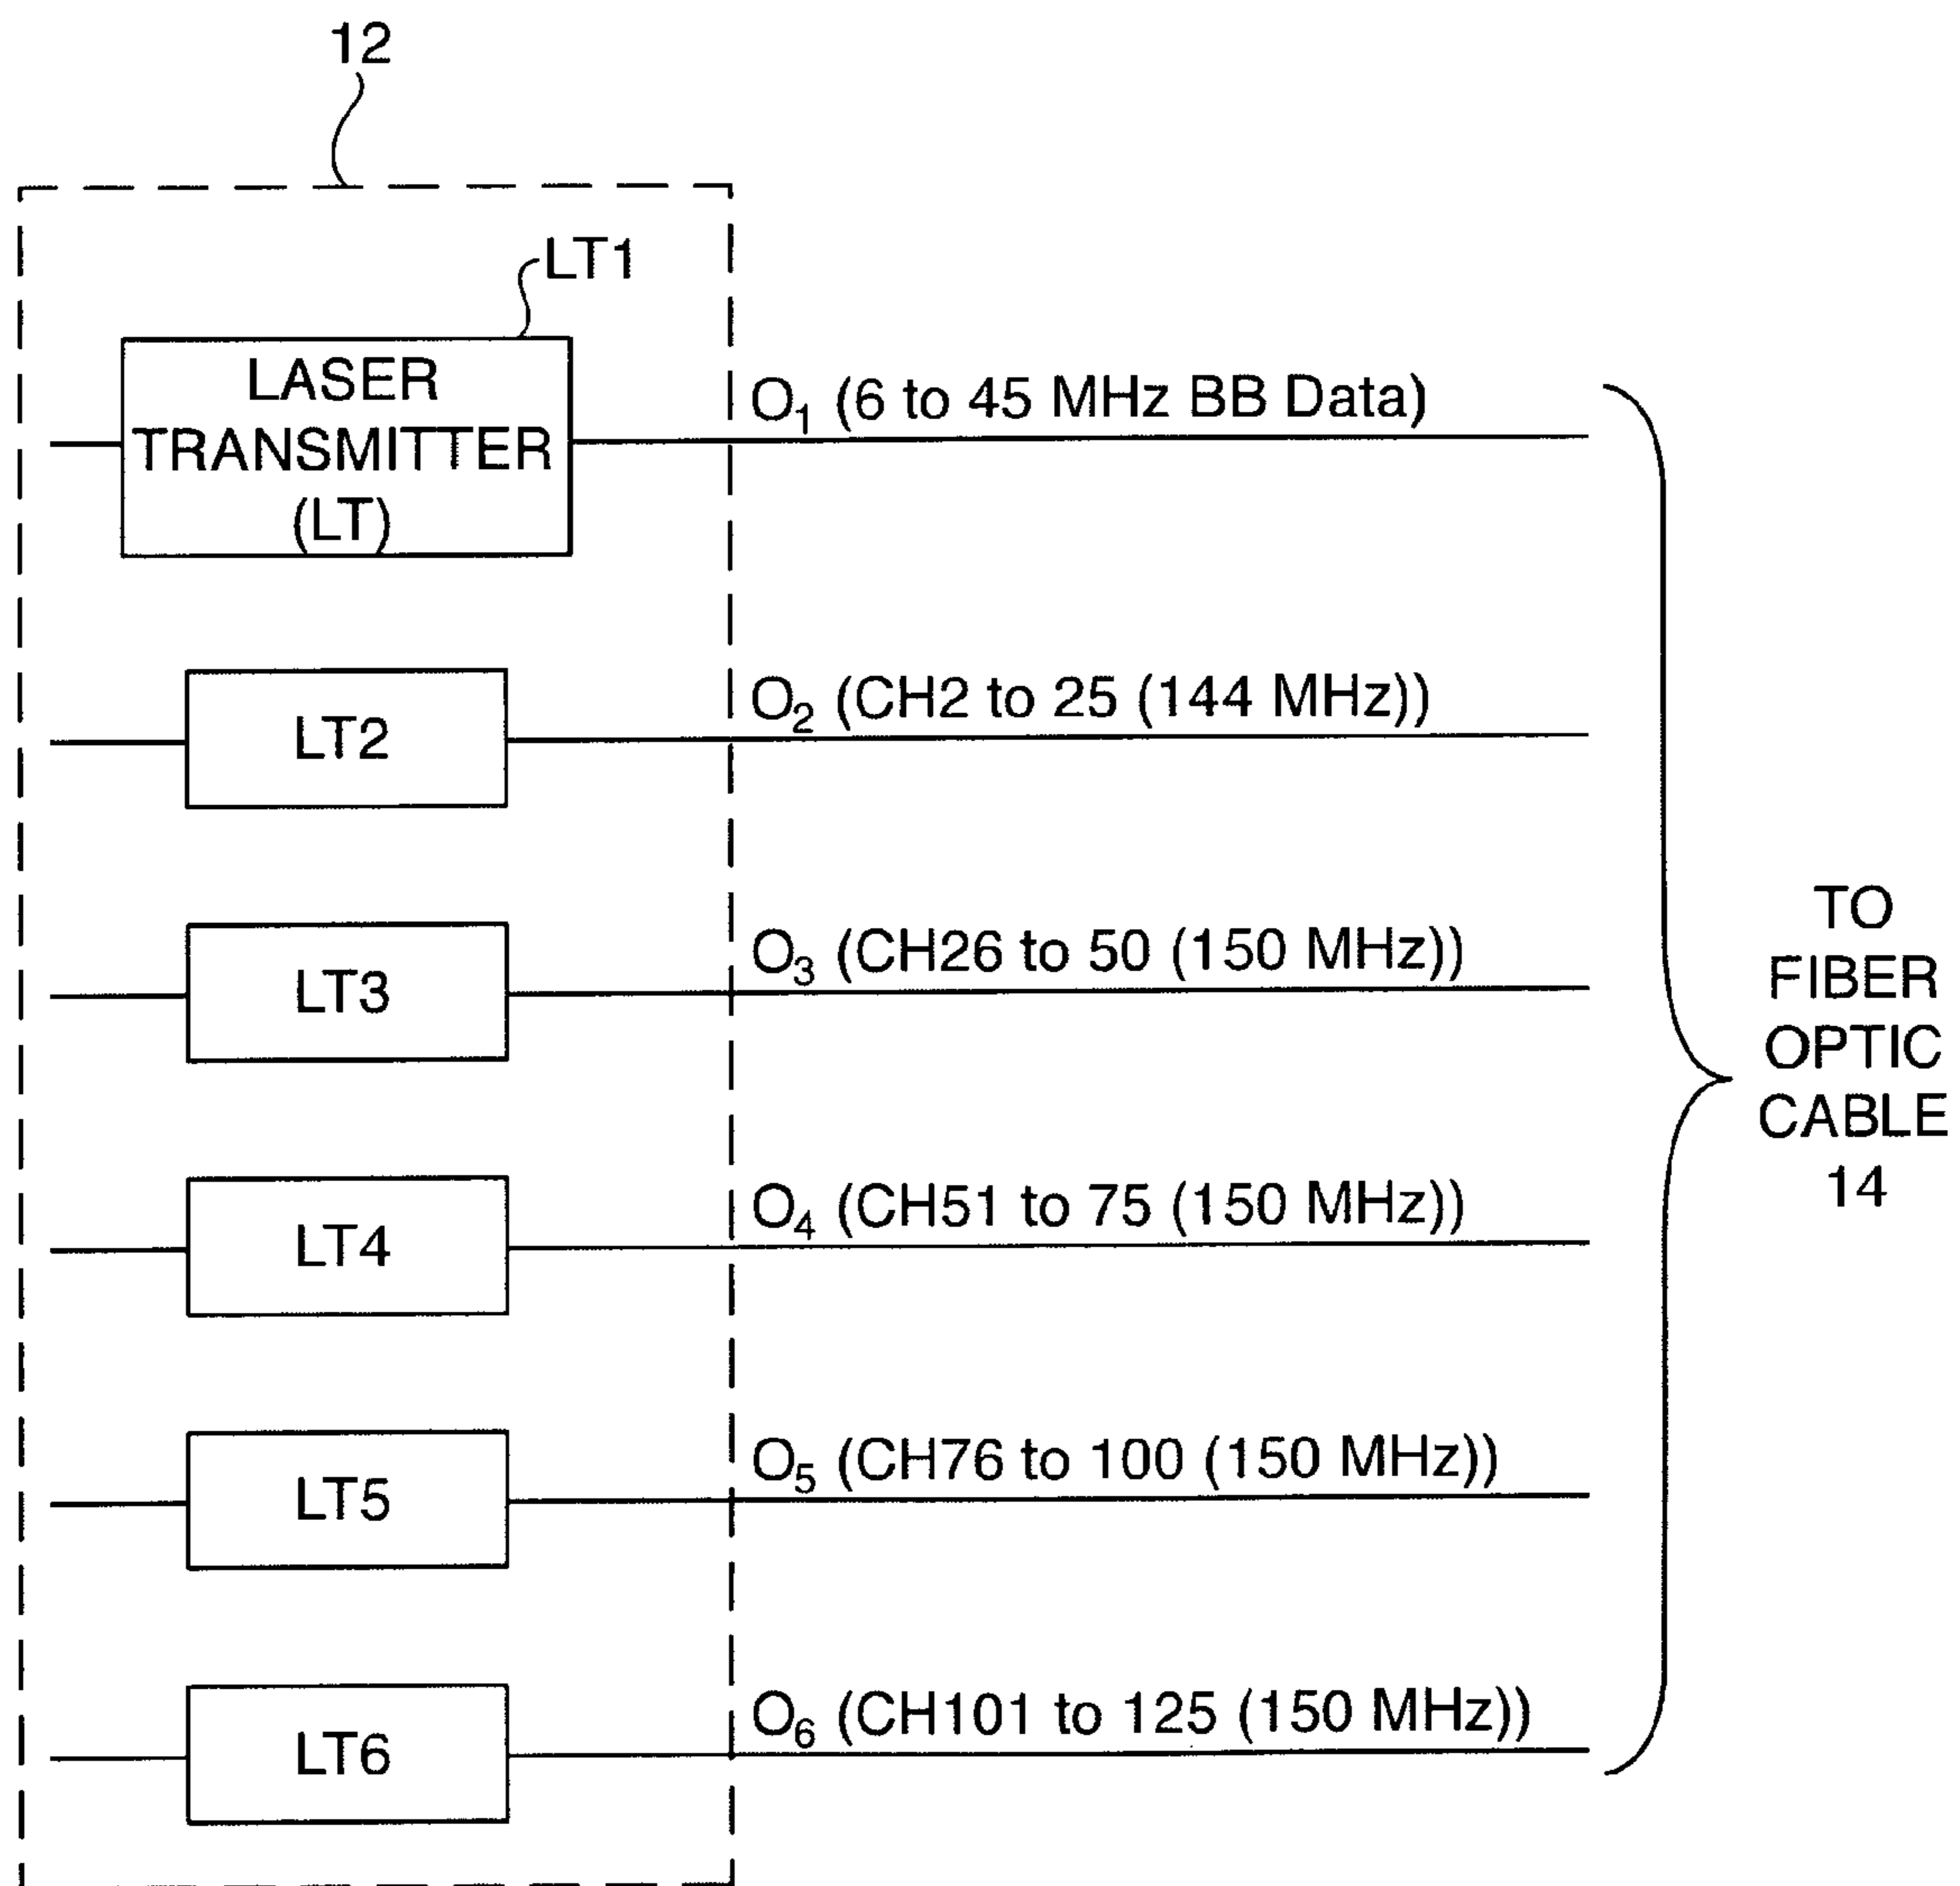 12
LT1
LASER
TRANSMITTER
(LT)
O₁ (6 to 45 MHz BB Data)
LT2
O₂ (CH2 to 25 (144 MHz))
LT3
O₃ (CH26 to 50 (150 MHz))
LT4
O₄ (CH51 to 75 (150 MHz))
LT5
O₅ (CH76 to 100 (150 MHz))
LT6
O₆ (CH101 to 125 (150 MHz))
TO
FIBER
OPTIC
CABLE
14